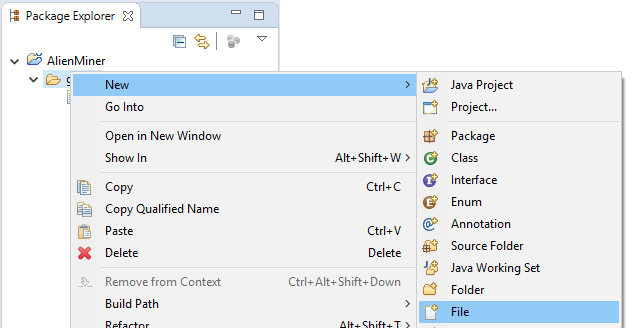 Package Explorer
AlienMiner
g
New
Go Into
Open in New Window
Show In Alt+Shift+W
Copy Ctrl+C
Copy Qualified Name
Paste Ctrl+V
Delete Delete
Remove from Context Ctrl+Alt+Shift+Down
Build Path
Refactor Alt+Shift+T
Java Project
Project...
Package
Class
Interface
Enum
Annotation
Source Folder
Java Working Set
Folder
File